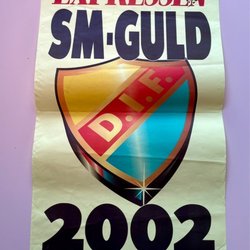 EXPRESSEN
SM-GULD
D.I.F.
2002